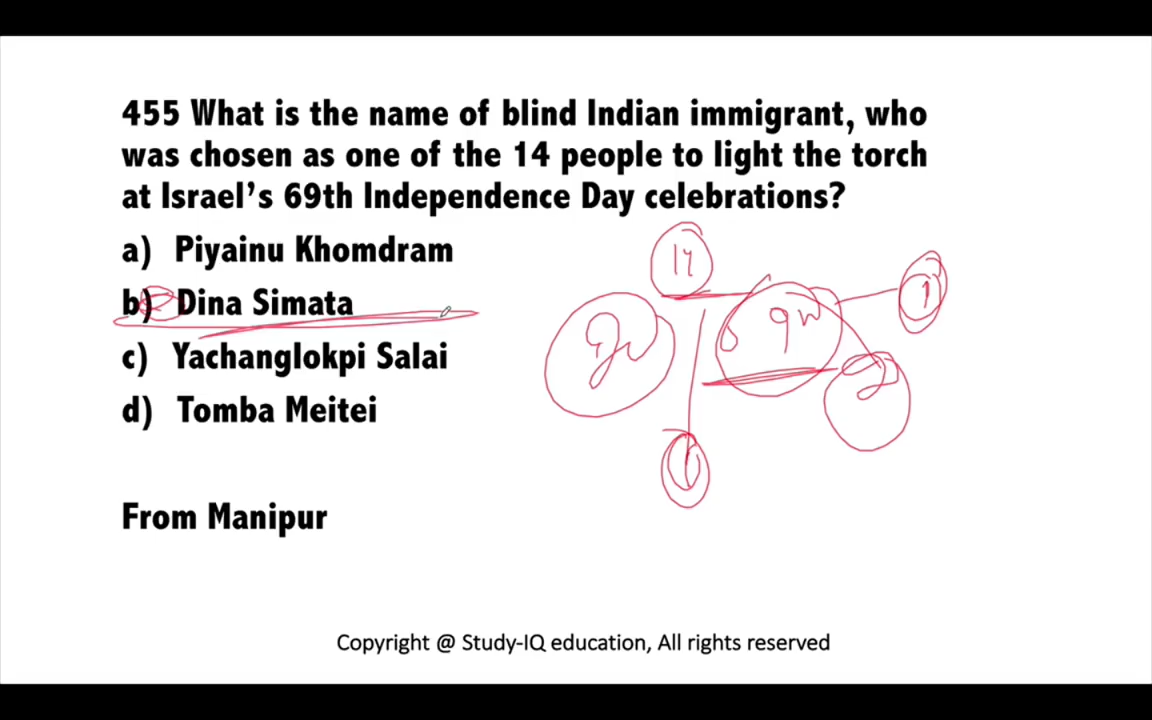 455 What is the name of blind Indian immigrant, who
was chosen as one of the 14 people to light the torch
at Israel's 69th Independence Day celebrations?
a) Piyainu Khomdram
b) Dina Simata
c) Yachanglokpi Salai
d) Tomba Meitei
From Manipur
Copyright @ Study-IQ education, All rights reserved